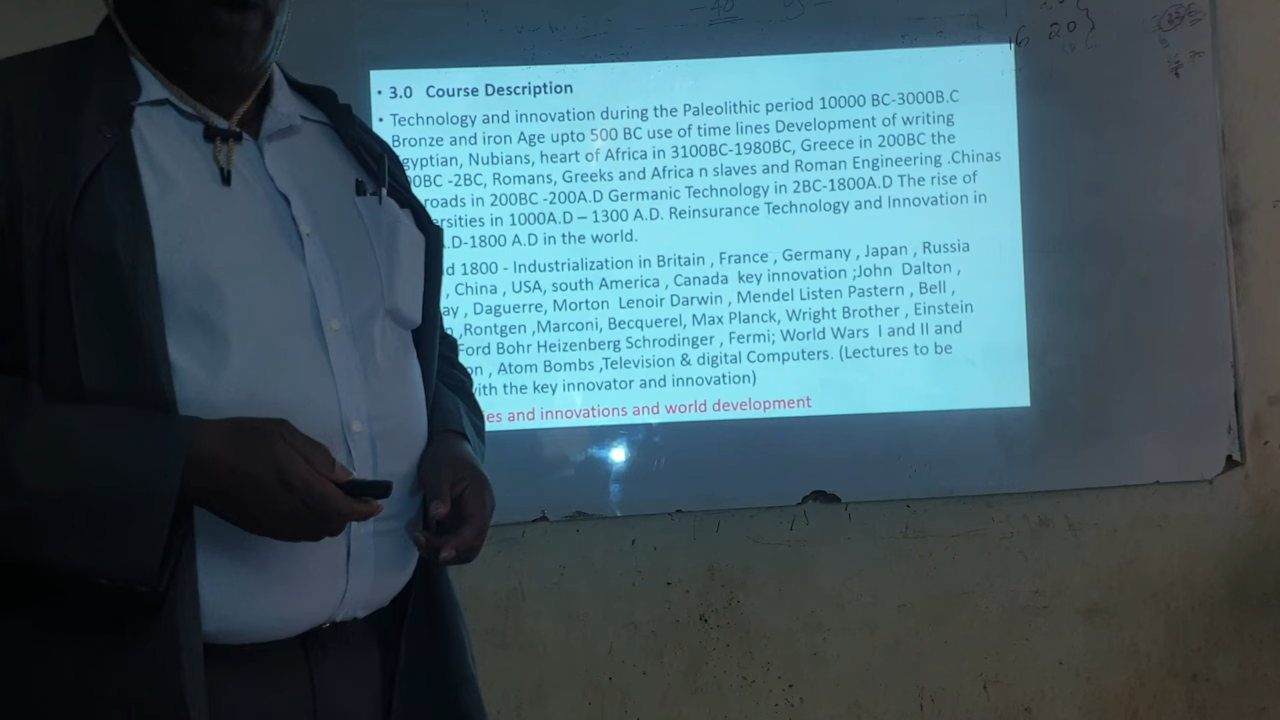 -40
16 20}
• 3.0 Course Description
• Technology and innovation during the Paleolithic period 10000 BC-3000B.C
Bronze and iron Age upto 500 BC use of time lines Development of writing
gyptian, Nubians, heart of Africa in 3100BC-1980BC, Greece in 200BC the
0BC -2BC, Romans, Greeks and Africa n slaves and Roman Engineering .Chinas
roads in 200BC -200A.D Germanic Technology in 2BC-1800A.D The rise of
ersities in 1000A.D – 1300 A.D. Reinsurance Technology and Innovation in
.D-1800 A.D in the world.
d 1800 - Industrialization in Britain , France , Germany , Japan , Russia
, China , USA, south America , Canada key innovation ;John Dalton ,
ay , Daguerre, Morton Lenoir Darwin , Mendel Listen Pastern , Bell ,
,Rontgen ,Marconi, Becquerel, Max Planck, Wright Brother , Einstein
Ford Bohr Heizenberg Schrodinger , Fermi; World Wars I and II and
on , Atom Bombs ,Television & digital Computers. (Lectures to be
with the key innovator and innovation)
es and innovations and world development